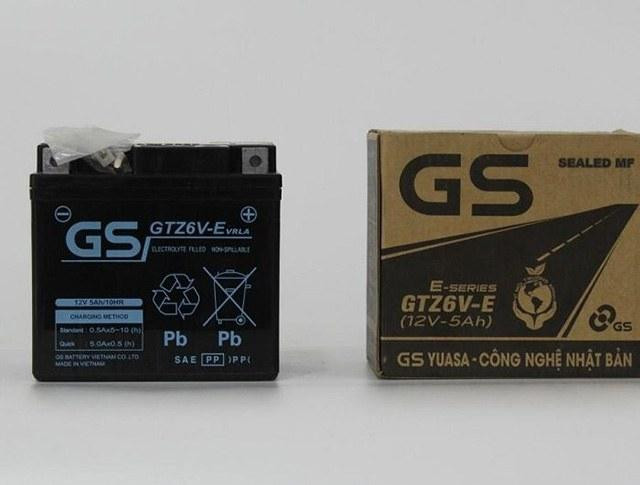 GS
GTZ6V-E VRLA
ELECTROLYTE FILLED NON-SPILLABLE
12V 5Ah/10HR
CHARGING METHOD
Standard : 0.5Ax5~10 (h)
Quick : 5.0Ax0.5 (h)
GS BATTERY VIETNAM CO.,LTD.
MADE IN VIETNAM
Pb Pb
SAE PP )PP(
GS
SEALED MF
E-SERIES
GTZ6V-E
(12V-5Ah)
GS
GS YUASA - CÔNG NGHỆ NHẬT BẢN